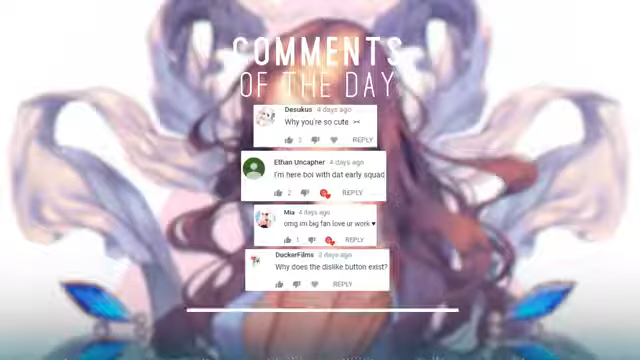 COMMENTS
OF THE DAY
Desukus 4 days ago
Why you're so cute ><
3 REPLY
Ethan Uncapher 4 days ago
I'm here boi with dat early squad
2 REPLY
Mia 4 days ago
omg im big fan love ur work ♥
1 REPLY
DuckerFilms 2 days ago
Why does the dislike button exist?
REPLY